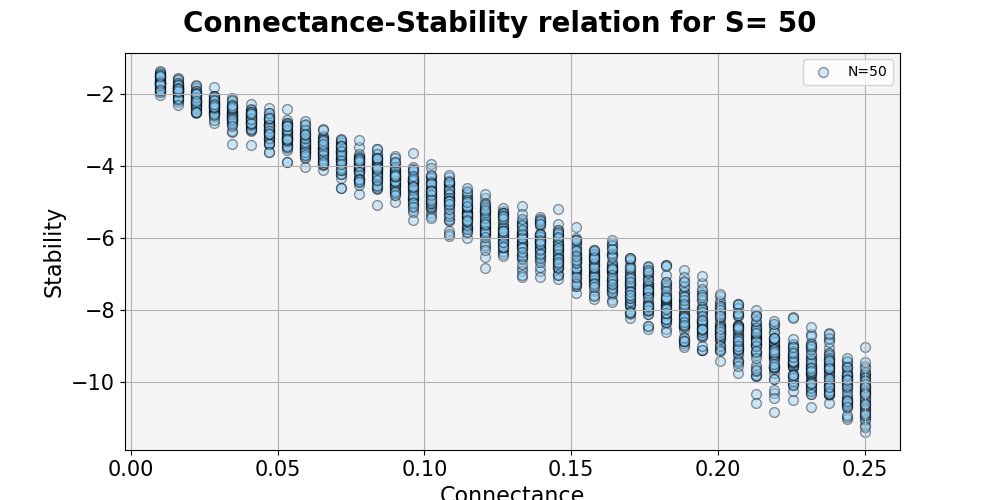 Connectance-Stability relation for S= 50
N=50
Stability
−2
−4
−6
−8
−10
0.00 0.05 0.10 0.15 0.20 0.25
Connectance